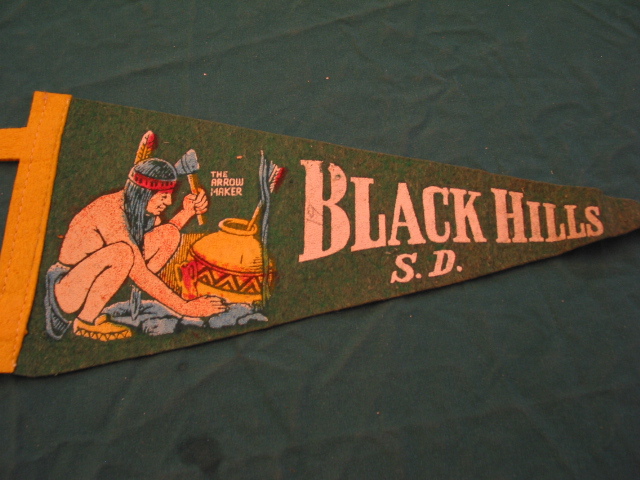 THE
ARROW
MAKER
BLACK HILLS
S. D.